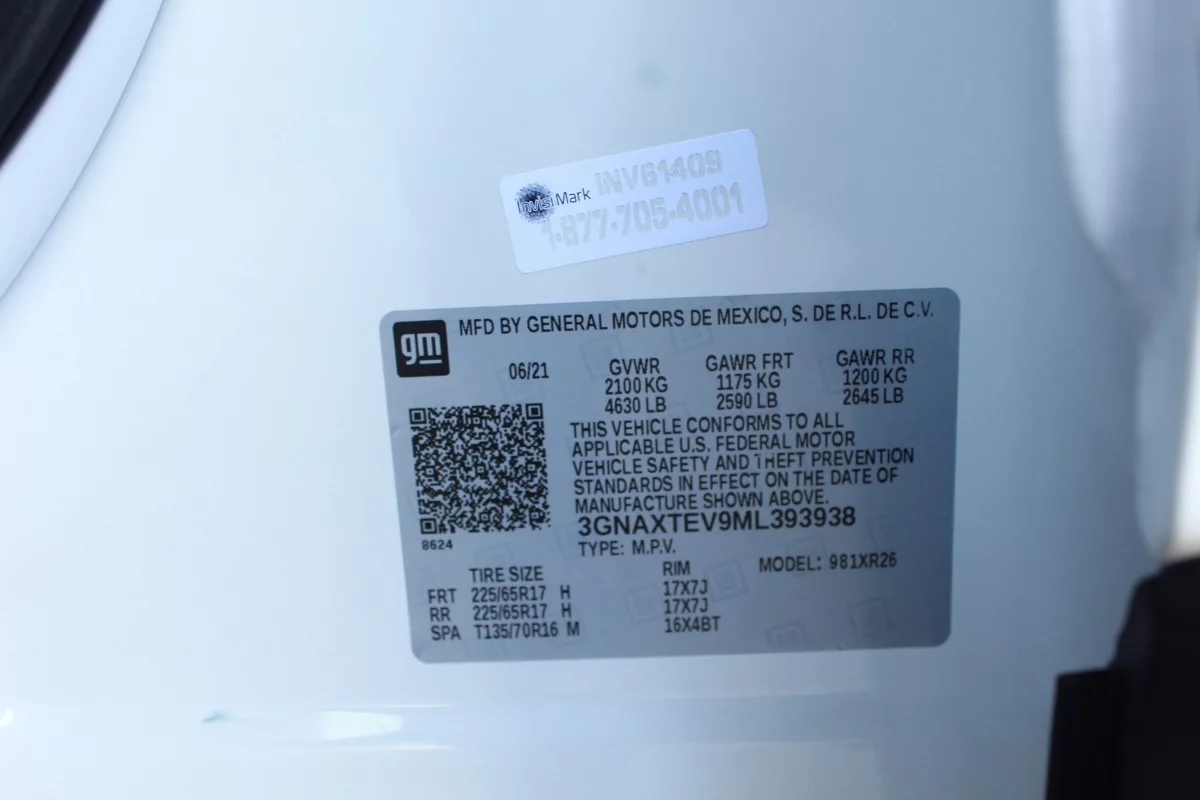 InvisiMark INV61409
1-877-705-4001
gm MFD BY GENERAL MOTORS DE MEXICO, S. DE R.L. DE C.V.
06/21 GVWR GAWR FRT GAWR RR
2100 KG 1175 KG 1200 KG
4630 LB 2590 LB 2645 LB
THIS VEHICLE CONFORMS TO ALL
APPLICABLE U.S. FEDERAL MOTOR
VEHICLE SAFETY AND THEFT PREVENTION
STANDARDS IN EFFECT ON THE DATE OF
MANUFACTURE SHOWN ABOVE.
3GNAXTEV9ML393938
8624
TYPE: M.P.V.
TIRE SIZE RIM MODEL: 981XR26
FRT 225/65R17 H 17X7J
RR 225/65R17 H 17X7J
SPA T135/70R16 M 16X4BT